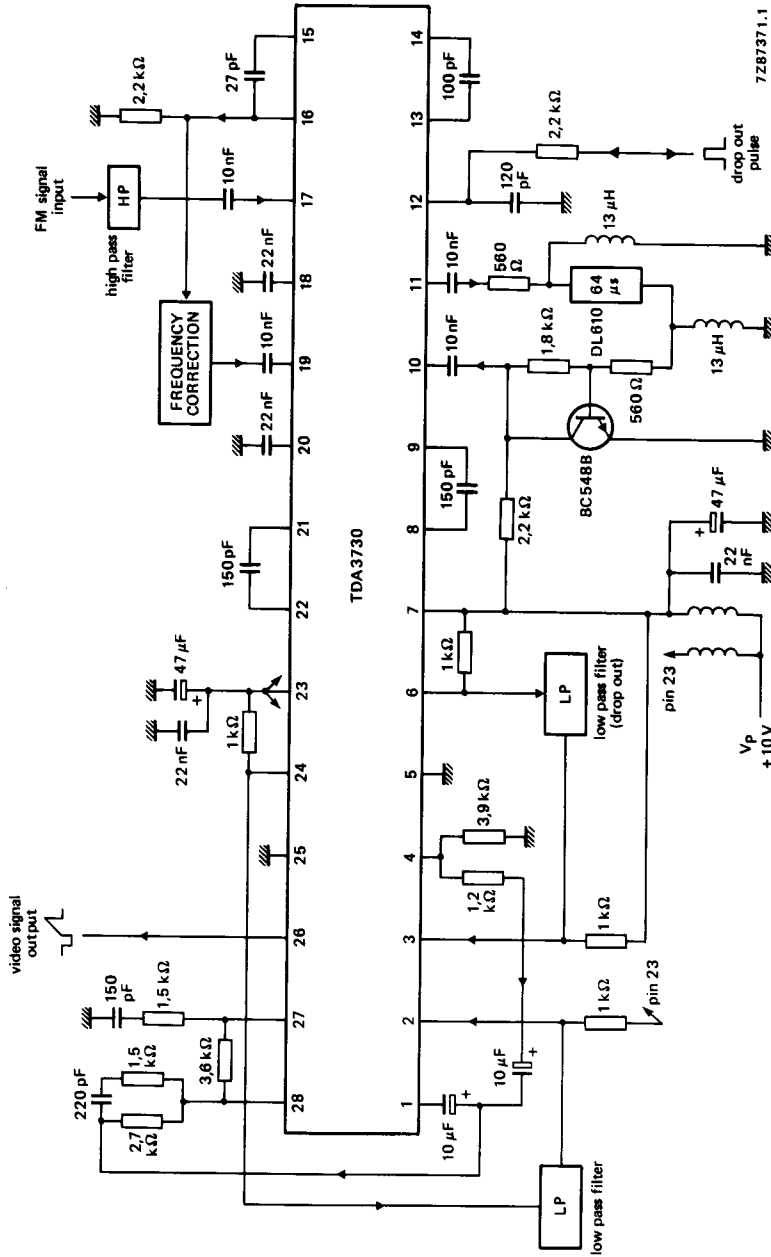 7Z87371.1
video signal
output
FM signal
input
HP
high pass
filter
FREQUENCY
CORRECTION
220 pF
1,5
kΩ
2,7
kΩ
150
pF
1,5 kΩ
3,6 kΩ
22 nF
47 µF
+
1 kΩ
150 pF
22 nF
10 nF
22 nF
10 nF
2,2 kΩ
27 pF
28
27
26
25
24
23
22
21
20
19
18
17
16
15
TDA3730
1
2
3
4
5
6
7
8
9
10
11
12
13
14
10 µF
+
10 µF
+
1,2
kΩ
3,9 kΩ
1 kΩ
pin 23
1 kΩ
LP
low pass filter
LP
low pass filter
(drop out)
1 kΩ
2,2 kΩ
150 pF
10 nF
1,8 kΩ
560 Ω
BC548B
10 nF
560
Ω
64
µs
DL610
13 µH
13 µH
120
pF
2,2 kΩ
drop out
pulse
100 pF
pin 23
22
nF
+
47 µF
VP
+10 V